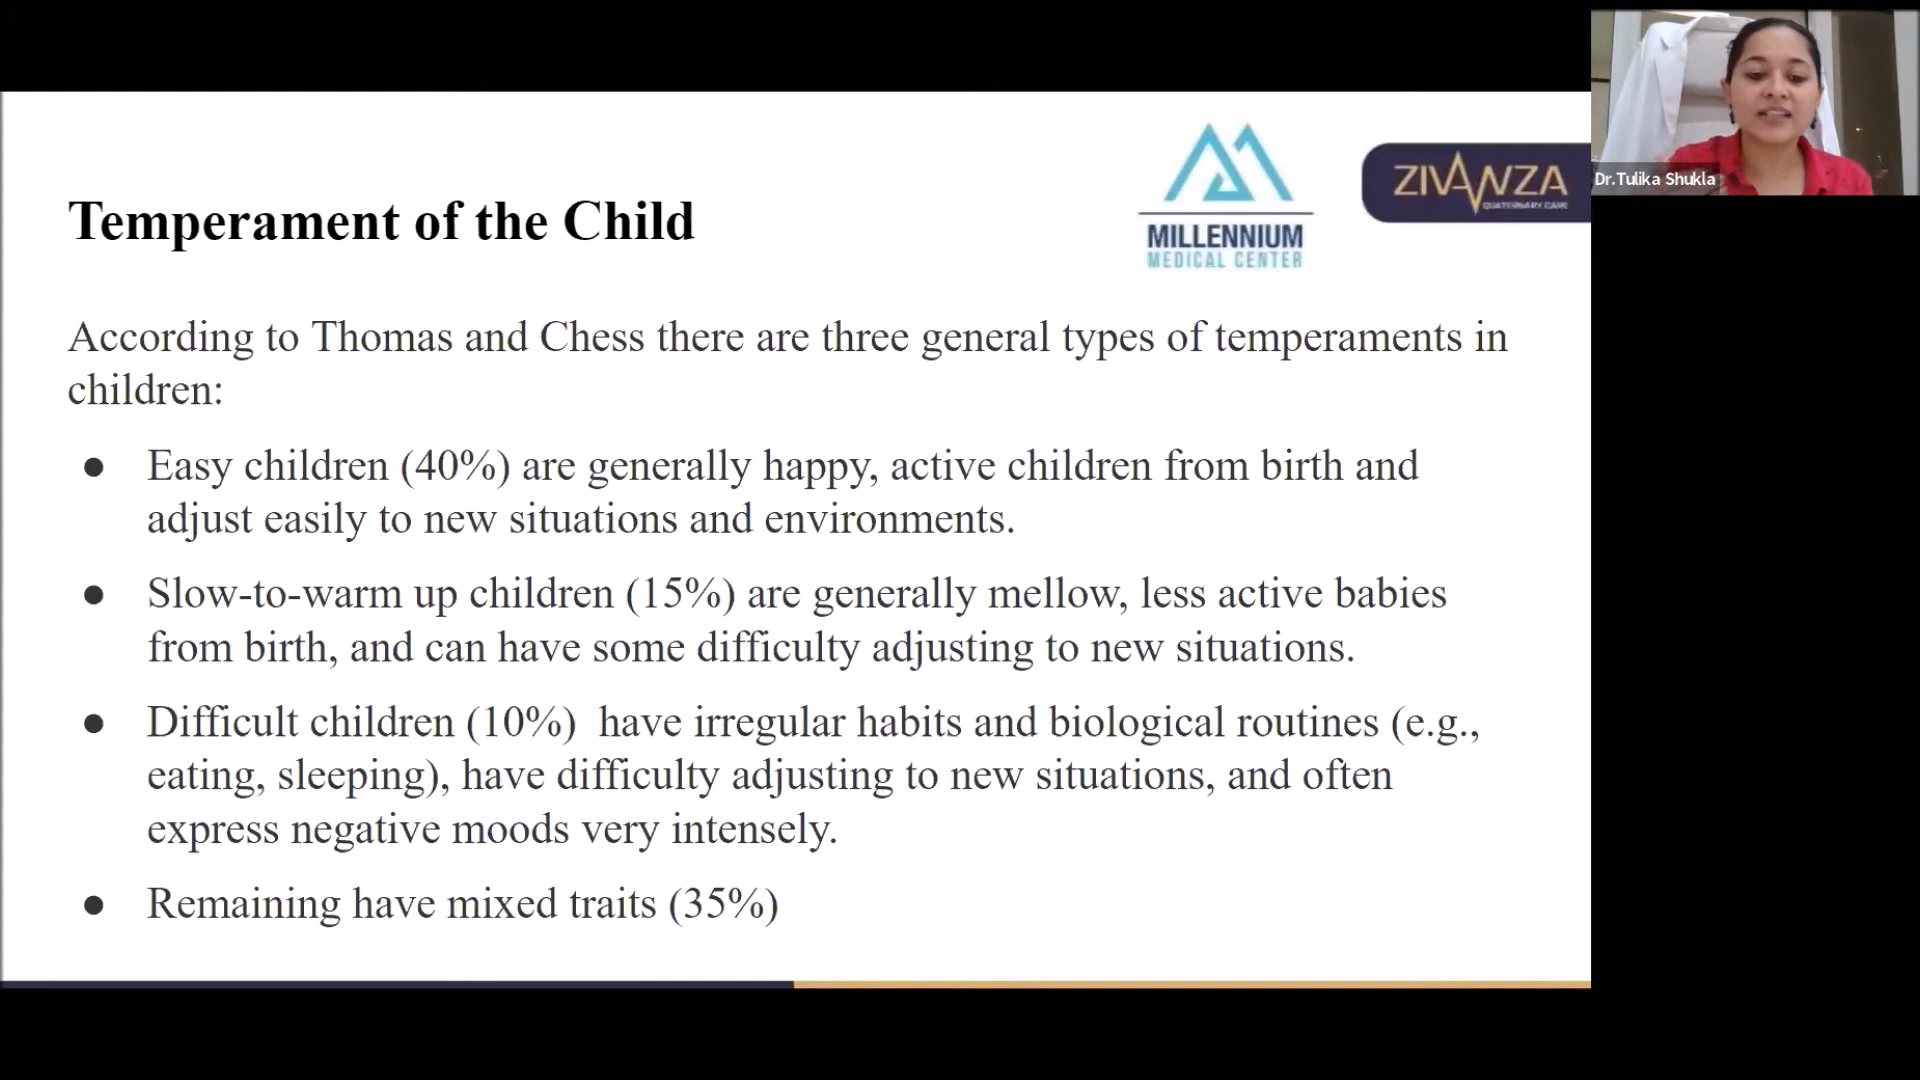 Temperament of the Child
MILLENNIUM
MEDICAL CENTER
ZIVANZA
QUATERNARY CARE
Dr.Tulika Shukla
According to Thomas and Chess there are three general types of temperaments in
children:
● Easy children (40%) are generally happy, active children from birth and
adjust easily to new situations and environments.
● Slow-to-warm up children (15%) are generally mellow, less active babies
from birth, and can have some difficulty adjusting to new situations.
● Difficult children (10%)  have irregular habits and biological routines (e.g.,
eating, sleeping), have difficulty adjusting to new situations, and often
express negative moods very intensely.
● Remaining have mixed traits (35%)